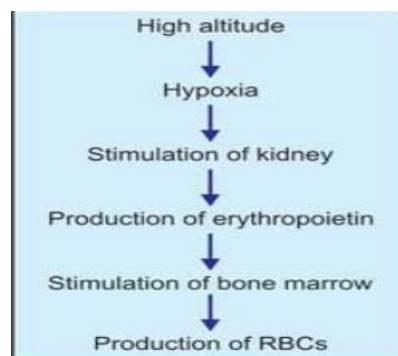 High altitude
Hypoxia
Stimulation of kidney
Production of erythropoietin
Stimulation of bone marrow
Production of RBCs